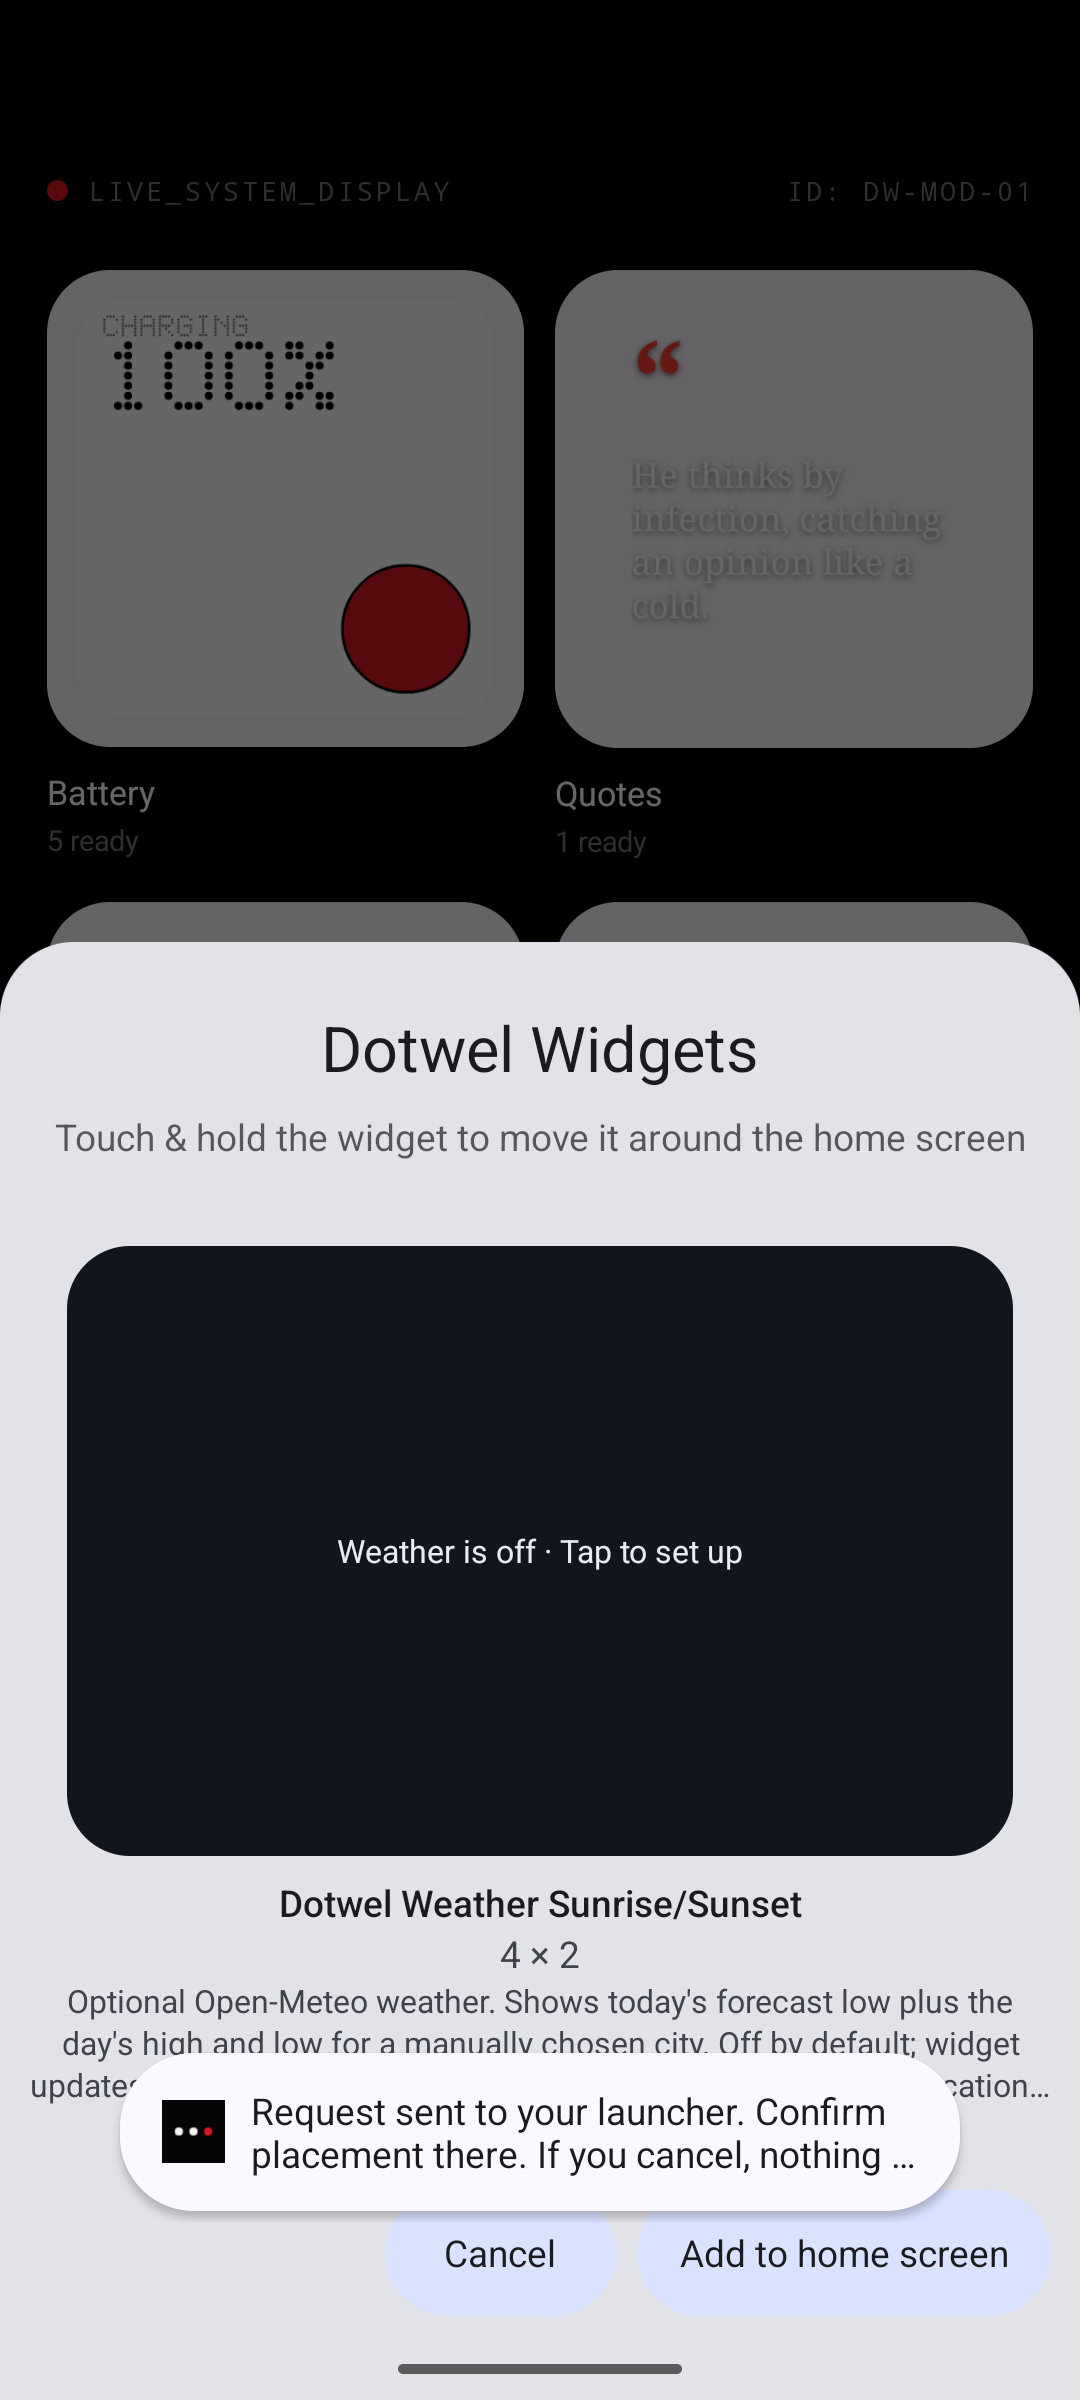 LIVE_SYSTEM_DISPLAY
ID: DW-MOD-01
CHARGING
100%
“
He thinks by
infection, catching
an opinion like a
cold.
Battery
5 ready
Quotes
1 ready
Dotwel Widgets
Touch & hold the widget to move it around the home screen
Weather is off · Tap to set up
Dotwel Weather Sunrise/Sunset
4 × 2
Optional Open-Meteo weather. Shows today's forecast low plus the
day's high and low for a manually chosen city. Off by default; widget
Request sent to your launcher. Confirm
placement there. If you cancel, nothing ...
Cancel
Add to home screen